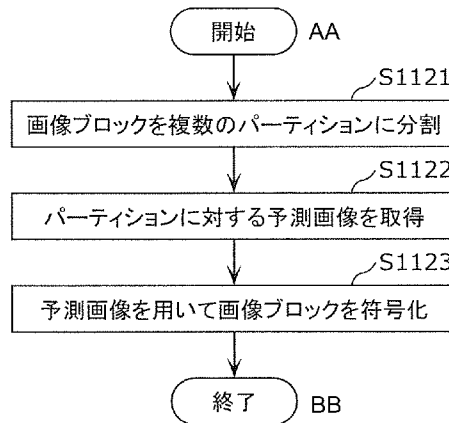 開始 AA
S1121
画像ブロックを複数のパーティションに分割
S1122
パーティションに対する予測画像を取得
S1123
予測画像を用いて画像ブロックを符号化
終了 BB